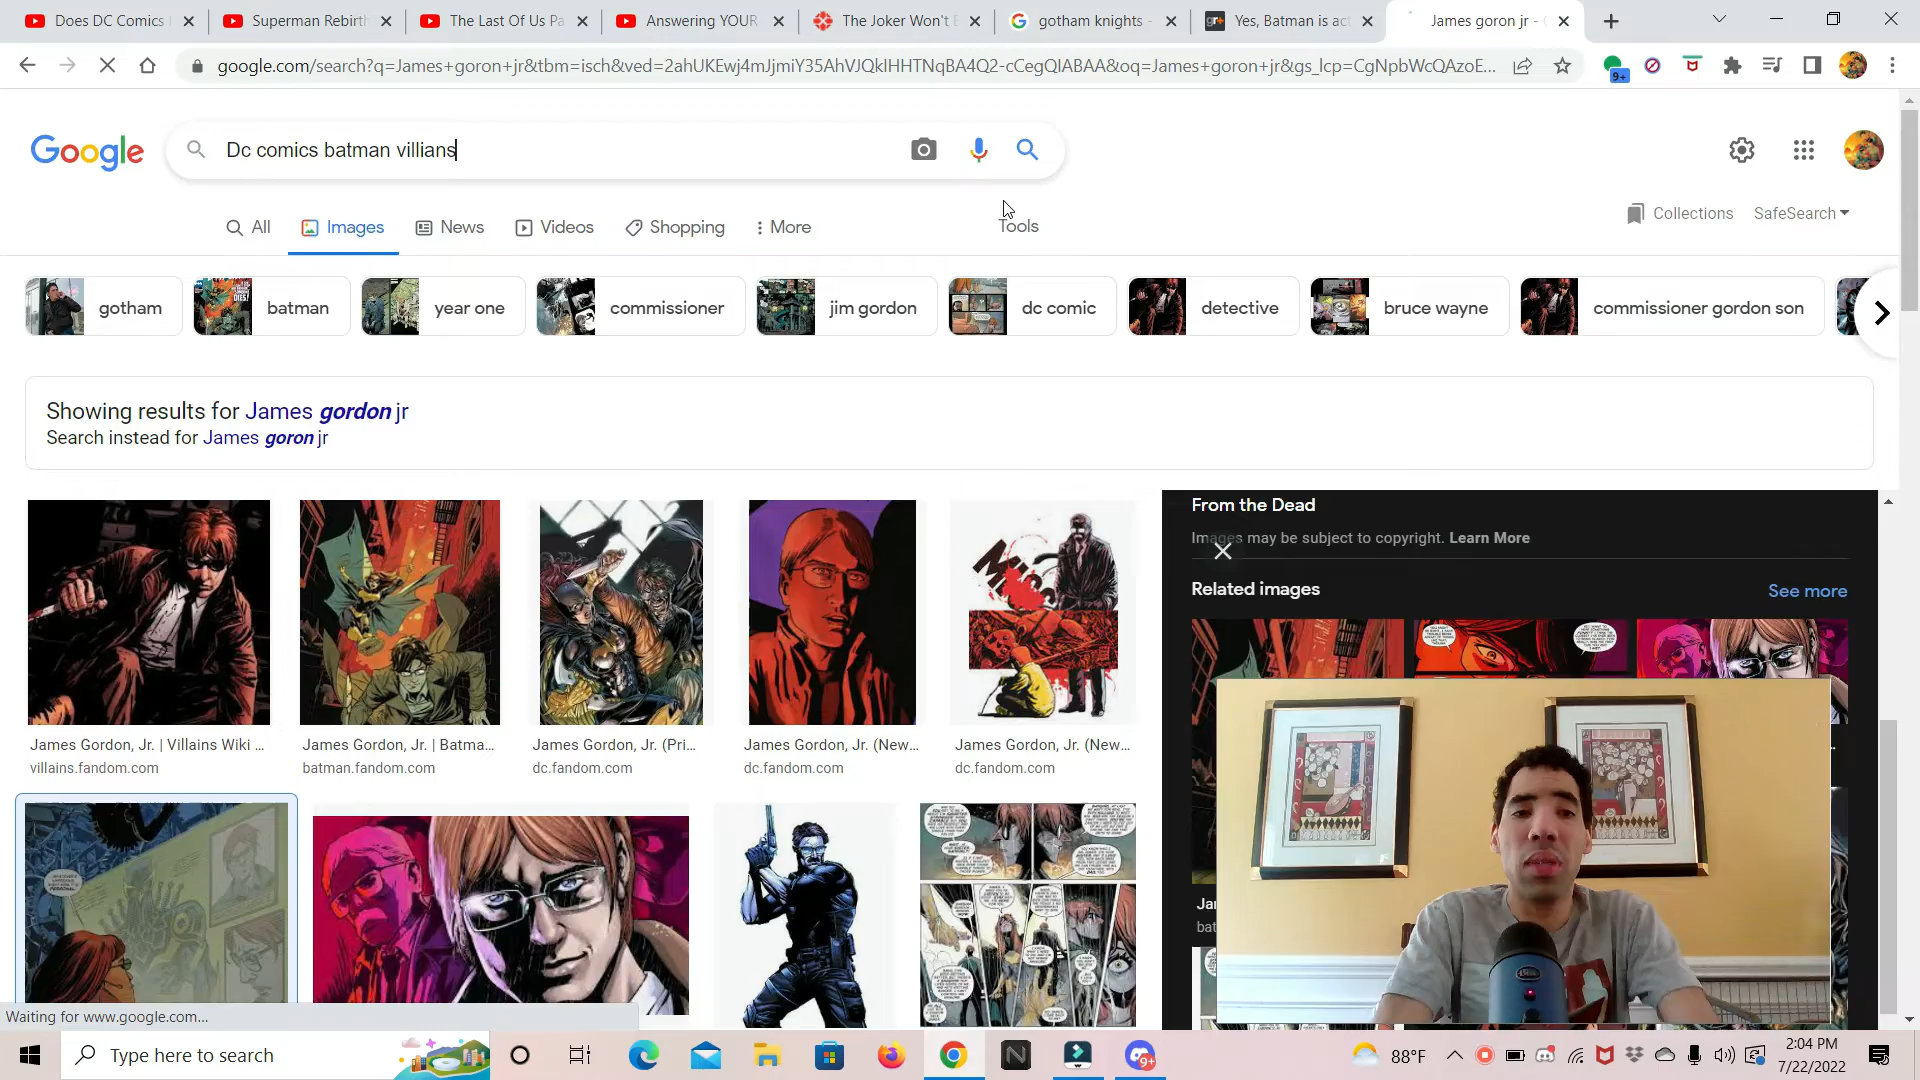 Does DC Comics
Superman Rebirth
The Last Of Us Pa
Answering YOUR
The Joker Won't
gotham knights -
Yes, Batman is act
James goron jr -
google.com/search?q=James+goron+jr&tbm=isch&ved=2ahUKEwj4mJjmiY35AhVJQkIHHTNqBA4Q2-cCegQIABAA&oq=James+goron+jr&gs_lcp=CgNpbWcQAzoE...
9+
Google
Dc comics batman villians
All
Images
News
Videos
Shopping
More
Tools
Collections
SafeSearch
gotham
batman
year one
commissioner
jim gordon
dc comic
detective
bruce wayne
commissioner gordon son
Showing results for James gordon jr
Search instead for James goron jr
From the Dead
Images may be subject to copyright. Learn More
Related images
See more
James Gordon, Jr. | Villains Wiki ...
villains.fandom.com
James Gordon, Jr. | Batma...
batman.fandom.com
James Gordon, Jr. (Pri...
dc.fandom.com
James Gordon, Jr. (New...
dc.fandom.com
James Gordon, Jr. (New...
dc.fandom.com
Waiting for www.google.com...
Type here to search
9+
88°F
2:04 PM
7/22/2022